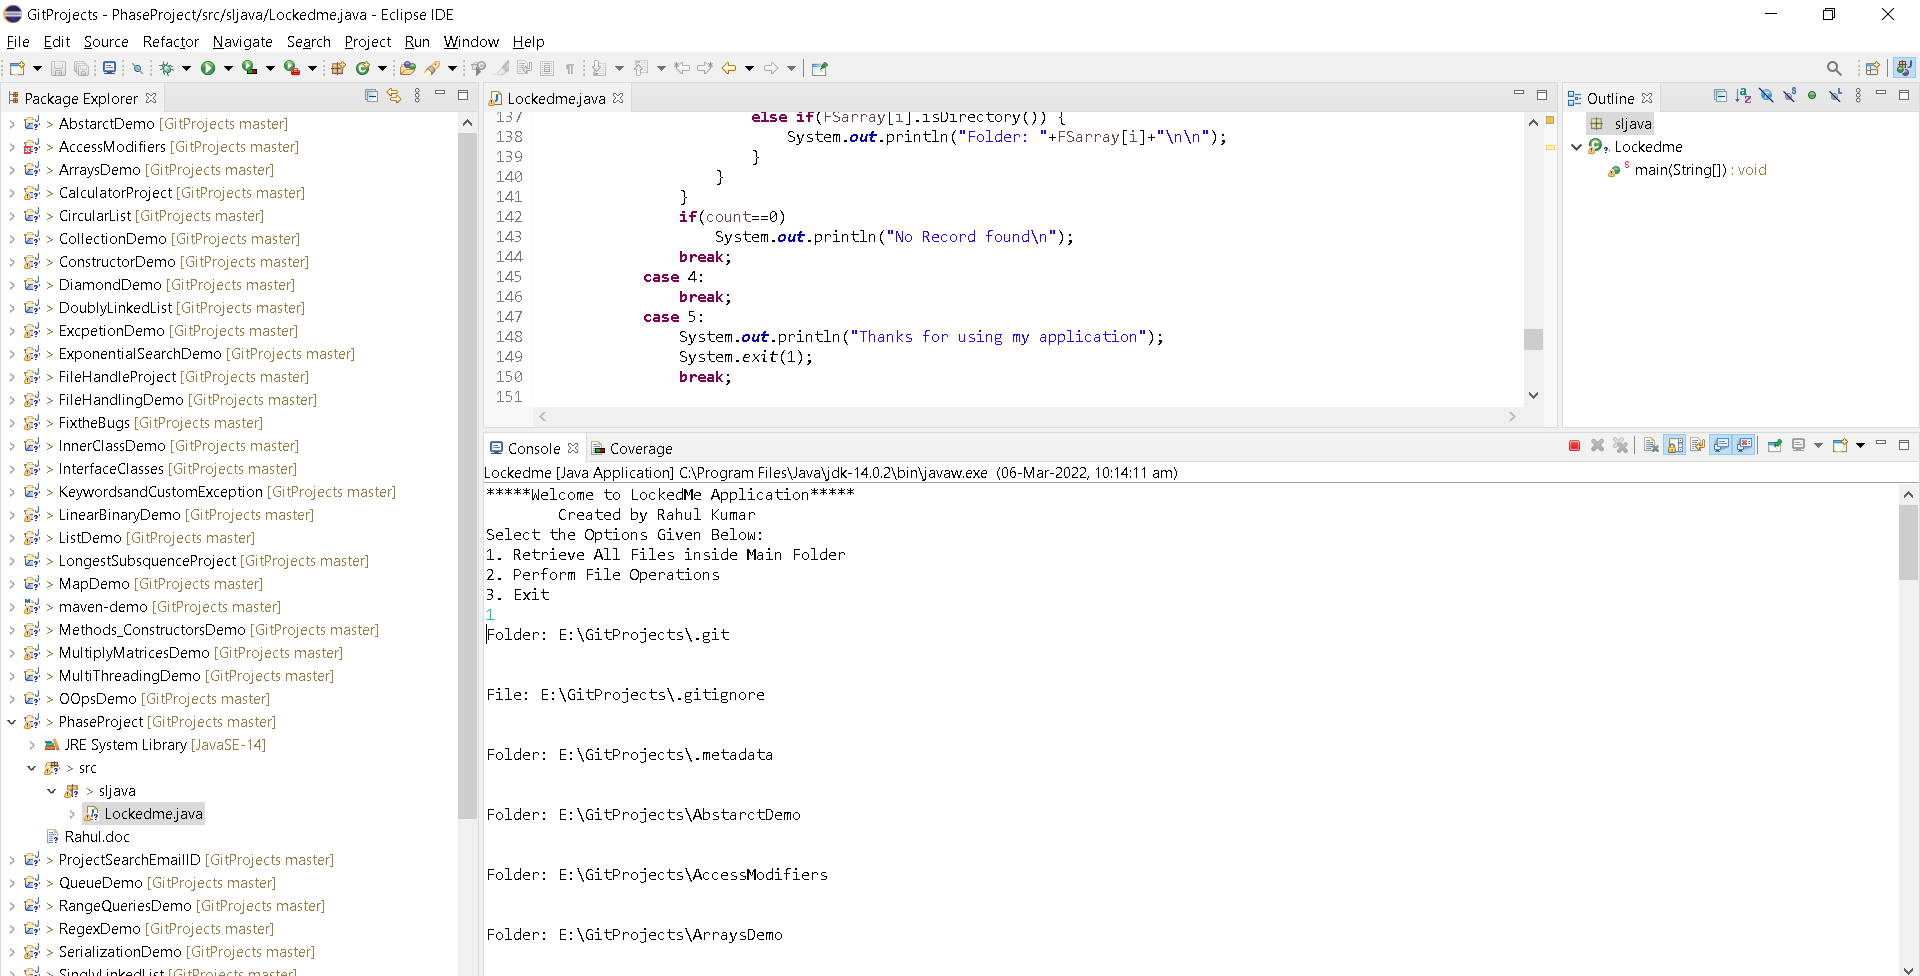 GitProjects - PhaseProject/src/sljava/Lockedme.java - Eclipse IDE
File Edit Source Refactor Navigate Search Project Run Window Help
Package Explorer
> AbstarctDemo [GitProjects master]
> AccessModifiers [GitProjects master]
> ArraysDemo [GitProjects master]
> CalculatorProject [GitProjects master]
> CircularList [GitProjects master]
> CollectionDemo [GitProjects master]
> ConstructorDemo [GitProjects master]
> DiamondDemo [GitProjects master]
> DoublyLinkedList [GitProjects master]
> ExcpetionDemo [GitProjects master]
> ExponentialSearchDemo [GitProjects master]
> FileHandleProject [GitProjects master]
> FileHandlingDemo [GitProjects master]
> FixtheBugs [GitProjects master]
> InnerClassDemo [GitProjects master]
> InterfaceClasses [GitProjects master]
> KeywordsandCustomException [GitProjects master]
> LinearBinaryDemo [GitProjects master]
> ListDemo [GitProjects master]
> LongestSubsquenceProject [GitProjects master]
> MapDemo [GitProjects master]
> maven-demo [GitProjects master]
> Methods_ConstructorsDemo [GitProjects master]
> MultiplyMatricesDemo [GitProjects master]
> MultiThreadingDemo [GitProjects master]
> OOpsDemo [GitProjects master]
> PhaseProject [GitProjects master]
JRE System Library [JavaSE-14]
> src
> sljava
Lockedme.java
Rahul.doc
> ProjectSearchEmailID [GitProjects master]
> QueueDemo [GitProjects master]
> RangeQueriesDemo [GitProjects master]
> RegexDemo [GitProjects master]
> SerializationDemo [GitProjects master]
> SinglyLinkedList [GitProjects master]
Lockedme.java
137 else if(FSarray[i].isDirectory()) {
138 System.out.println("Folder: "+FSarray[i]+"\n\n");
139 }
140 }
141 }
142 if(count==0)
143 System.out.println("No Record found\n");
144 break;
145 case 4:
146 break;
147 case 5:
148 System.out.println("Thanks for using my application");
149 System.exit(1);
150 break;
151
Outline
sljava
Lockedme
main(String[]) : void
Console Coverage
Lockedme [Java Application] C:\Program Files\Java\jdk-14.0.2\bin\javaw.exe (06-Mar-2022, 10:14:11 am)
*****Welcome to LockedMe Application*****
Created by Rahul Kumar
Select the Options Given Below:
1. Retrieve All Files inside Main Folder
2. Perform File Operations
3. Exit
1
Folder: E:\GitProjects\.git
File: E:\GitProjects\.gitignore
Folder: E:\GitProjects\.metadata
Folder: E:\GitProjects\AbstarctDemo
Folder: E:\GitProjects\AccessModifiers
Folder: E:\GitProjects\ArraysDemo